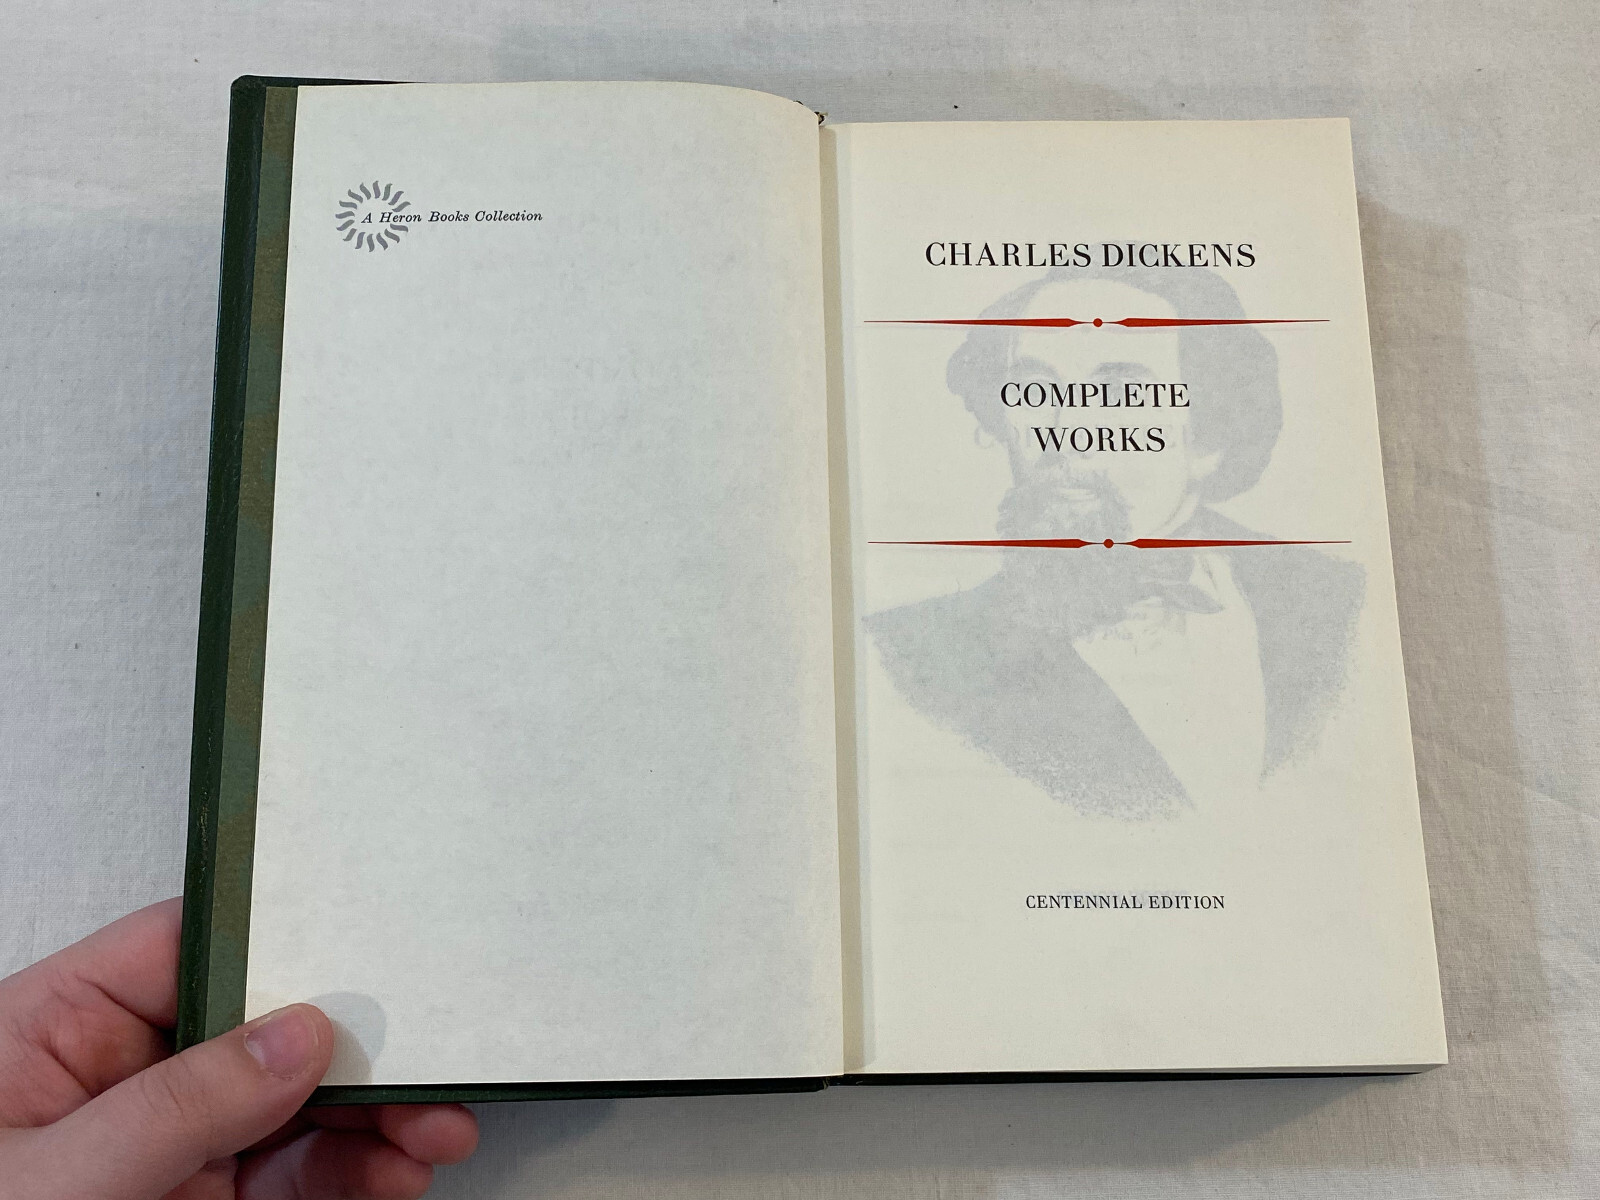 A Heron Books Collection
CHARLES DICKENS
COMPLETE
WORKS
CENTENNIAL EDITION